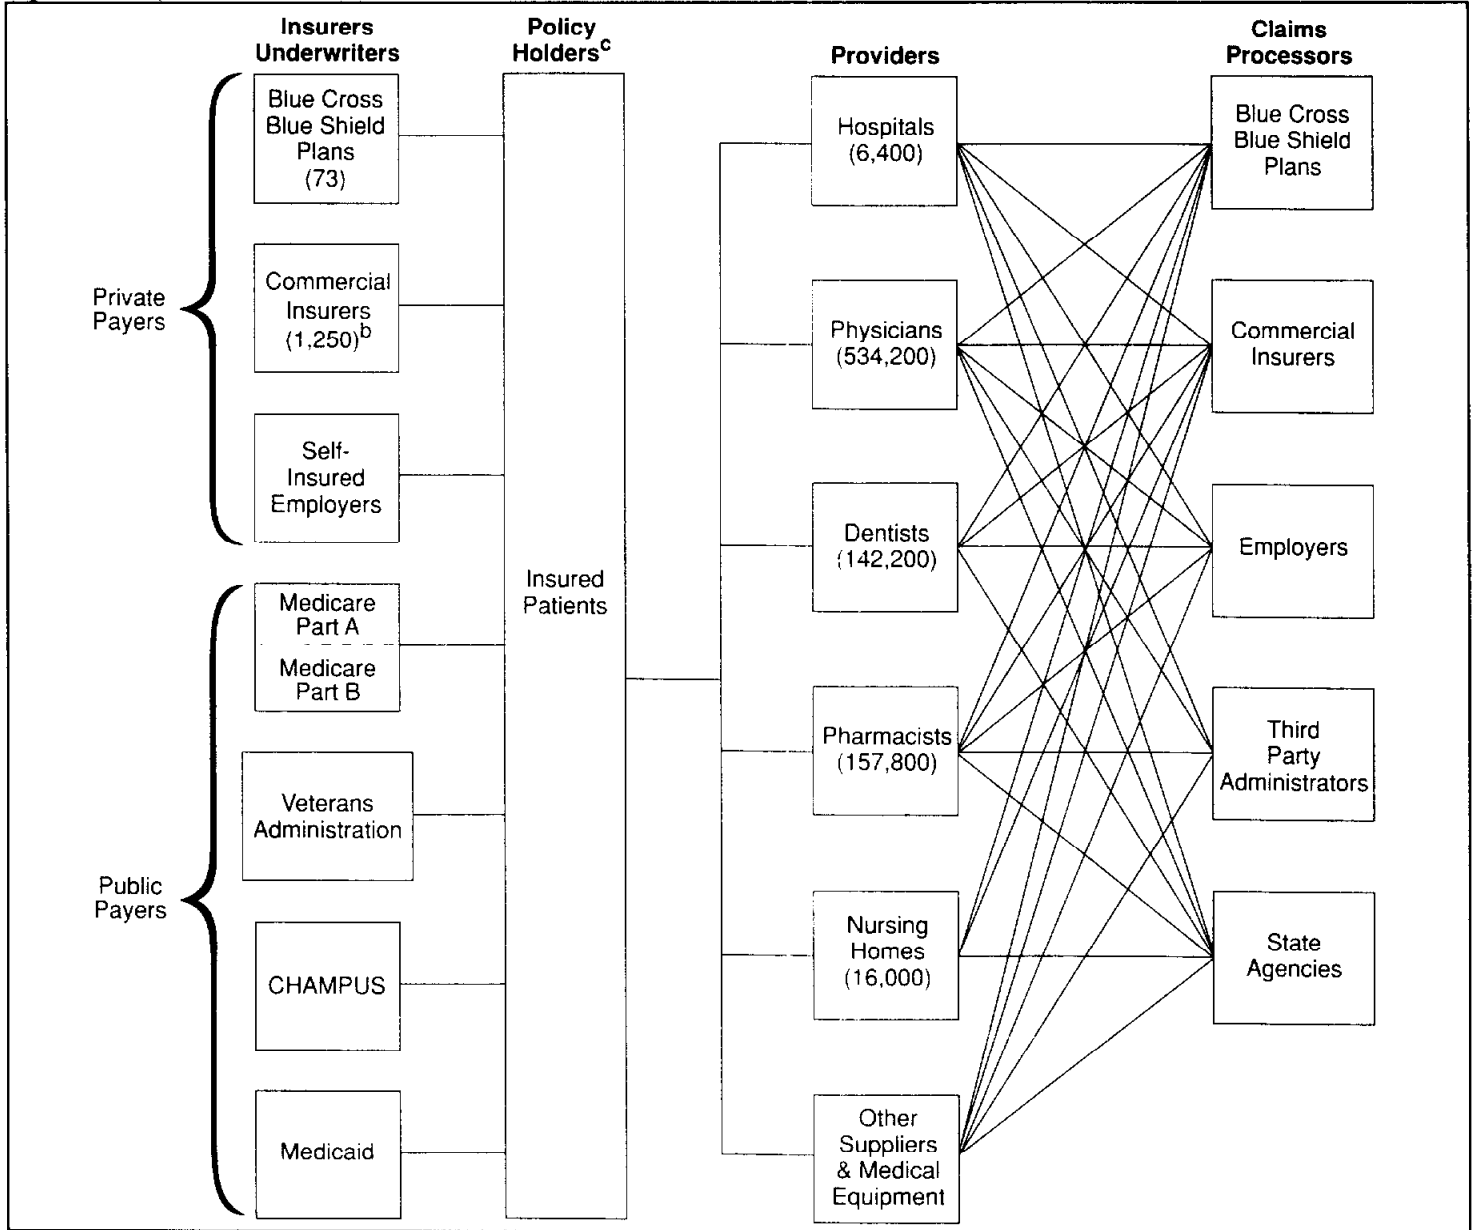 Insurers
Underwriters
Policy
Holders^c
Providers
Claims
Processors
Private
Payers
Blue Cross
Blue Shield
Plans
(73)
Commercial
Insurers
(1,250)^b
Self-
Insured
Employers
Public
Payers
Medicare
Part A
Medicare
Part B
Veterans
Administration
CHAMPUS
Medicaid
Insured
Patients
Hospitals
(6,400)
Physicians
(534,200)
Dentists
(142,200)
Pharmacists
(157,800)
Nursing
Homes
(16,000)
Other
Suppliers
& Medical
Equipment
Blue Cross
Blue Shield
Plans
Commercial
Insurers
Employers
Third
Party
Administrators
State
Agencies